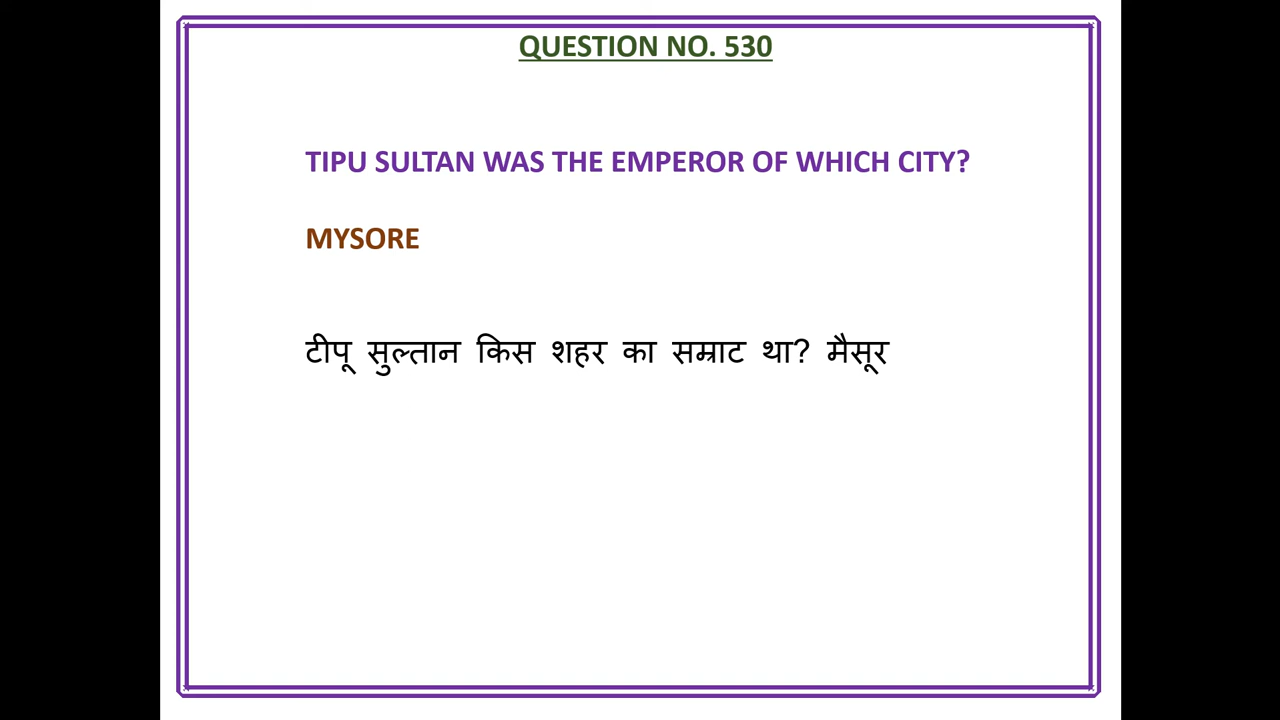 QUESTION NO. 530
TIPU SULTAN WAS THE EMPEROR OF WHICH CITY?
MYSORE
टीपू सुल्तान किस शहर का सम्राट था? मैसूर